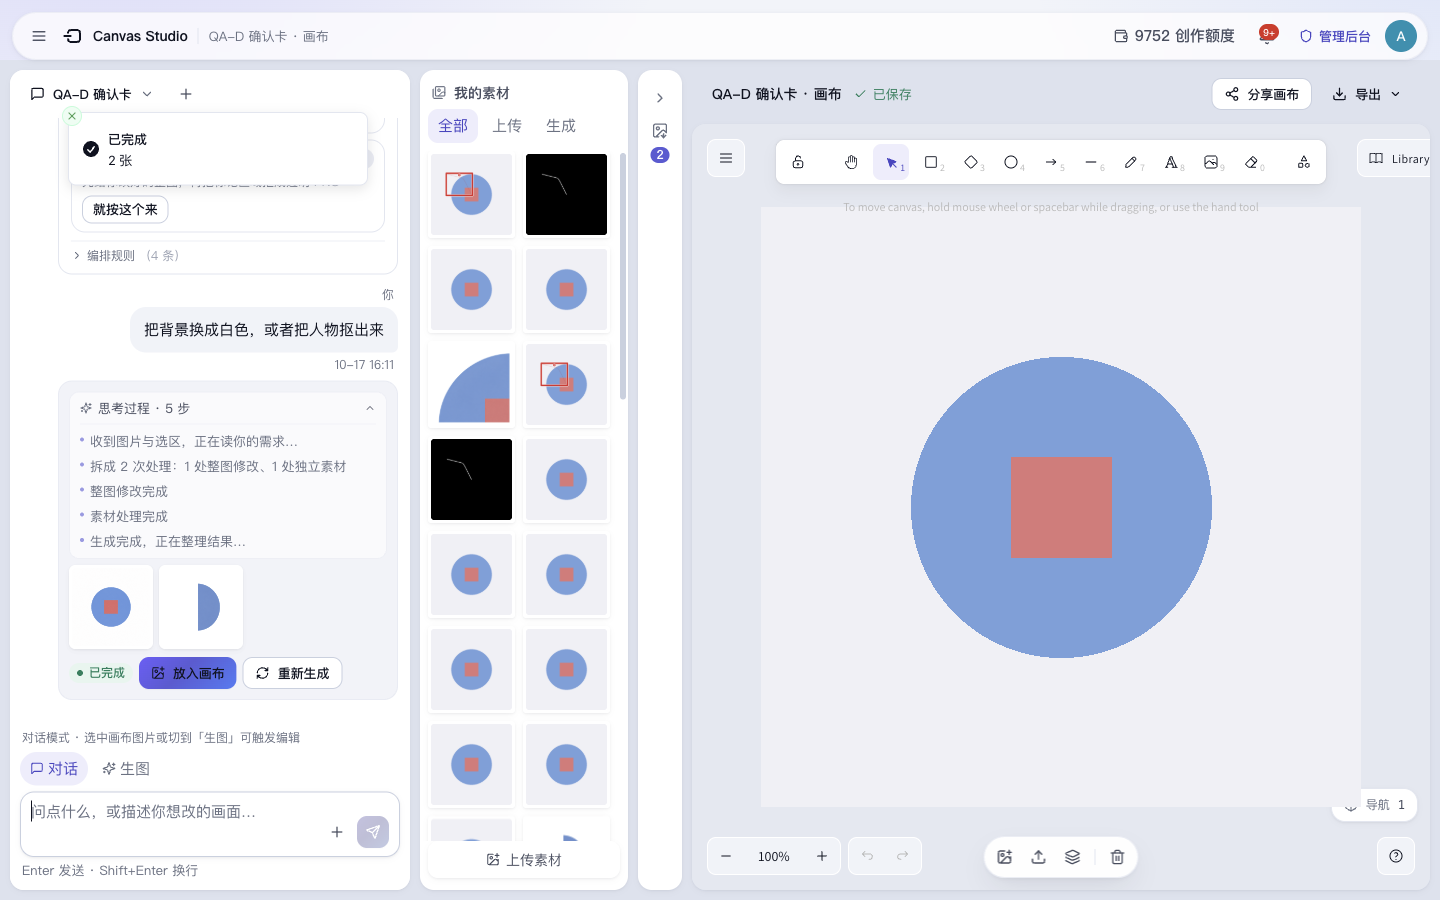 Canvas Studio
QA-D 确认卡 · 画布
9752 创作额度
9+
管理后台
A
QA-D 确认卡
已完成
2 张
就按这个来
编排规则 (4 条)
你
把背景换成白色，或者把人物抠出来
10-17 16:11
思考过程 · 5 步
收到图片与选区，正在读你的需求…
拆成 2 次处理：1 处整图修改、1 处独立素材
整图修改完成
素材处理完成
生成完成，正在整理结果…
已完成
放入画布
重新生成
对话模式 · 选中画布图片或切到「生图」可触发编辑
对话
生图
问点什么，或描述你想改的画面…
Enter 发送 · Shift+Enter 换行
我的素材
全部
上传
生成
上传素材
2
QA-D 确认卡 · 画布
已保存
分享画布
导出
1
2
3
4
5
6
7
8
9
0
Library
To move canvas, hold mouse wheel or spacebar while dragging, or use the hand tool
导航 1
100%